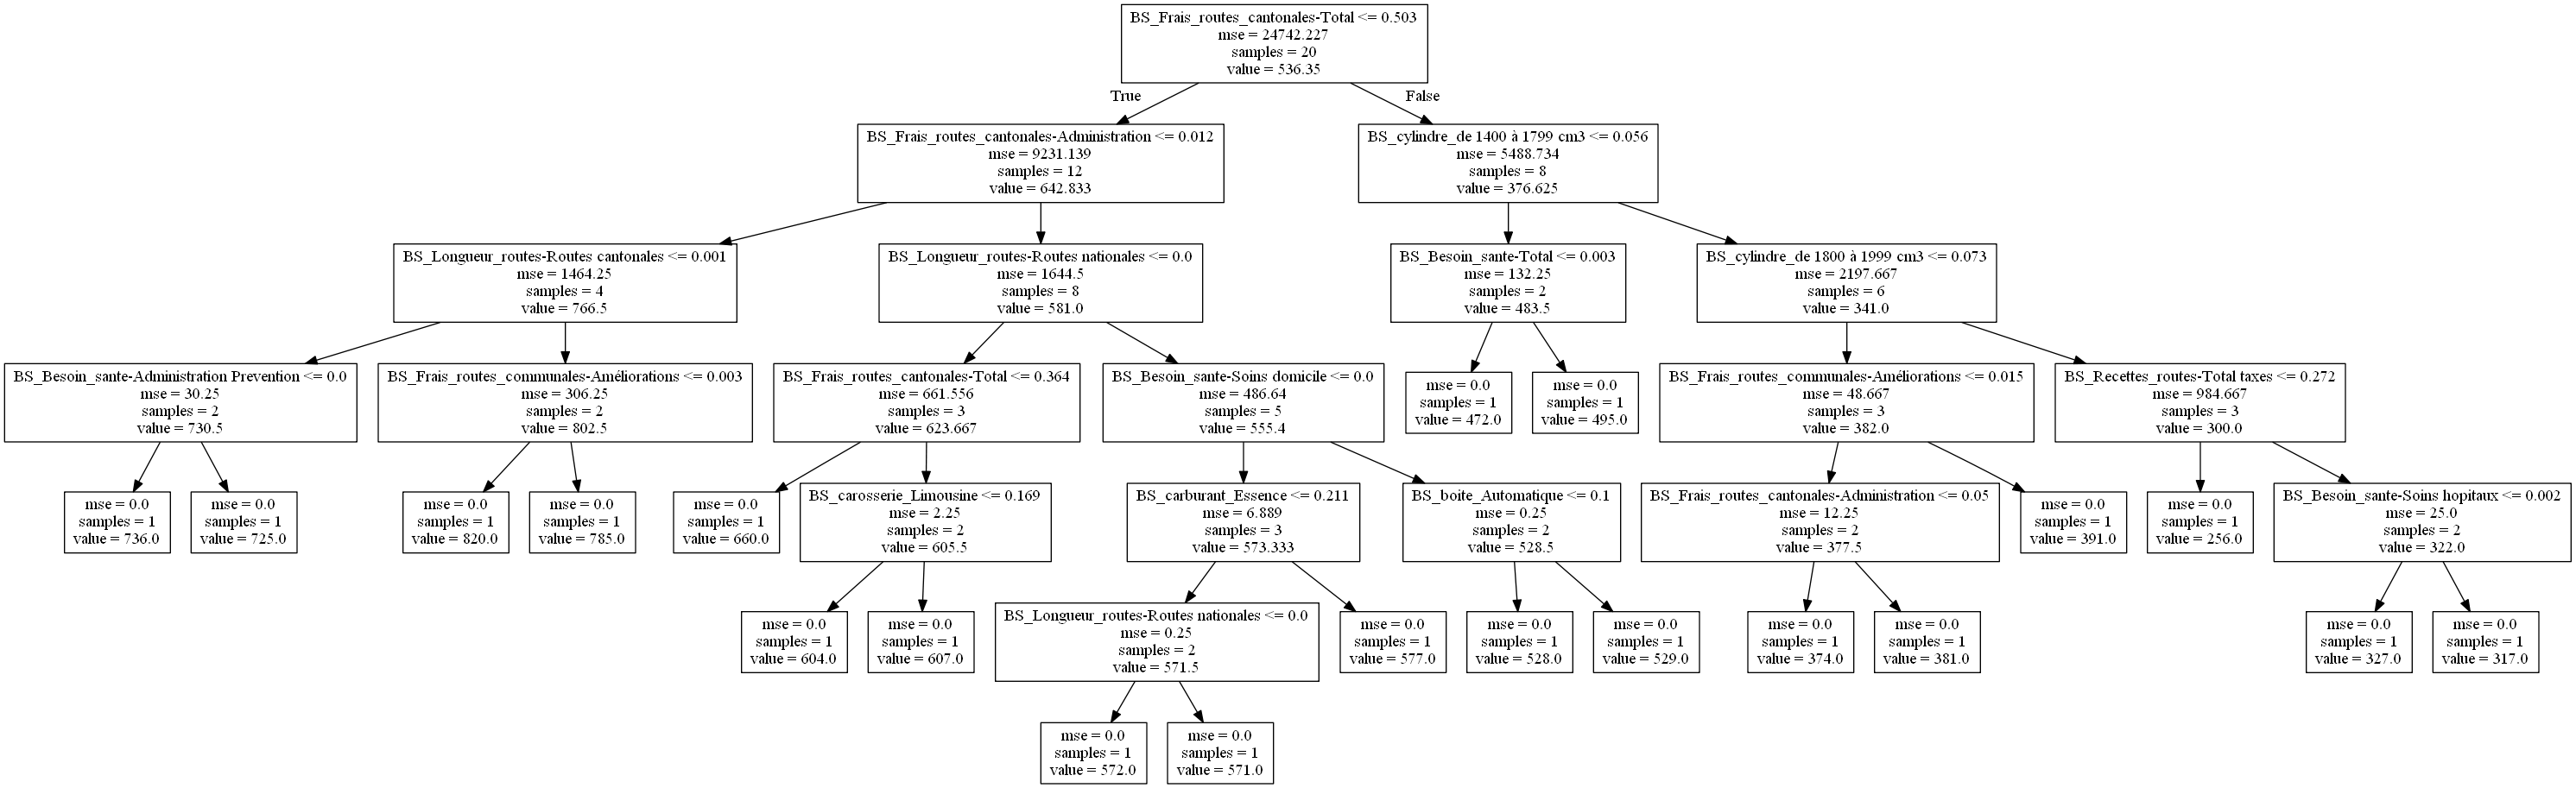 BS_Frais_routes_cantonales-Total <= 0.503
mse = 24742.227
samples = 20
value = 536.35
True
False
BS_Frais_routes_cantonales-Administration <= 0.012
mse = 9231.139
samples = 12
value = 642.833
BS_cylindre_de 1400 à 1799 cm3 <= 0.056
mse = 5488.734
samples = 8
value = 376.625
BS_Longueur_routes-Routes cantonales <= 0.001
mse = 1464.25
samples = 4
value = 766.5
BS_Longueur_routes-Routes nationales <= 0.0
mse = 1644.5
samples = 8
value = 581.0
BS_Besoin_sante-Total <= 0.003
mse = 132.25
samples = 2
value = 483.5
BS_cylindre_de 1800 à 1999 cm3 <= 0.073
mse = 2197.667
samples = 6
value = 341.0
BS_Besoin_sante-Administration Prevention <= 0.0
mse = 30.25
samples = 2
value = 730.5
BS_Frais_routes_communales-Améliorations <= 0.003
mse = 306.25
samples = 2
value = 802.5
BS_Frais_routes_cantonales-Total <= 0.364
mse = 661.556
samples = 3
value = 623.667
BS_Besoin_sante-Soins domicile <= 0.0
mse = 486.64
samples = 5
value = 555.4
mse = 0.0
samples = 1
value = 472.0
mse = 0.0
samples = 1
value = 495.0
BS_Frais_routes_communales-Améliorations <= 0.015
mse = 48.667
samples = 3
value = 382.0
BS_Recettes_routes-Total taxes <= 0.272
mse = 984.667
samples = 3
value = 300.0
mse = 0.0
samples = 1
value = 736.0
mse = 0.0
samples = 1
value = 725.0
mse = 0.0
samples = 1
value = 820.0
mse = 0.0
samples = 1
value = 785.0
mse = 0.0
samples = 1
value = 660.0
BS_carosserie_Limousine <= 0.169
mse = 2.25
samples = 2
value = 605.5
BS_carburant_Essence <= 0.211
mse = 6.889
samples = 3
value = 573.333
BS_boite_Automatique <= 0.1
mse = 0.25
samples = 2
value = 528.5
BS_Frais_routes_cantonales-Administration <= 0.05
mse = 12.25
samples = 2
value = 377.5
mse = 0.0
samples = 1
value = 391.0
mse = 0.0
samples = 1
value = 256.0
BS_Besoin_sante-Soins hopitaux <= 0.002
mse = 25.0
samples = 2
value = 322.0
mse = 0.0
samples = 1
value = 604.0
mse = 0.0
samples = 1
value = 607.0
BS_Longueur_routes-Routes nationales <= 0.0
mse = 0.25
samples = 2
value = 571.5
mse = 0.0
samples = 1
value = 577.0
mse = 0.0
samples = 1
value = 528.0
mse = 0.0
samples = 1
value = 529.0
mse = 0.0
samples = 1
value = 374.0
mse = 0.0
samples = 1
value = 381.0
mse = 0.0
samples = 1
value = 327.0
mse = 0.0
samples = 1
value = 317.0
mse = 0.0
samples = 1
value = 572.0
mse = 0.0
samples = 1
value = 571.0